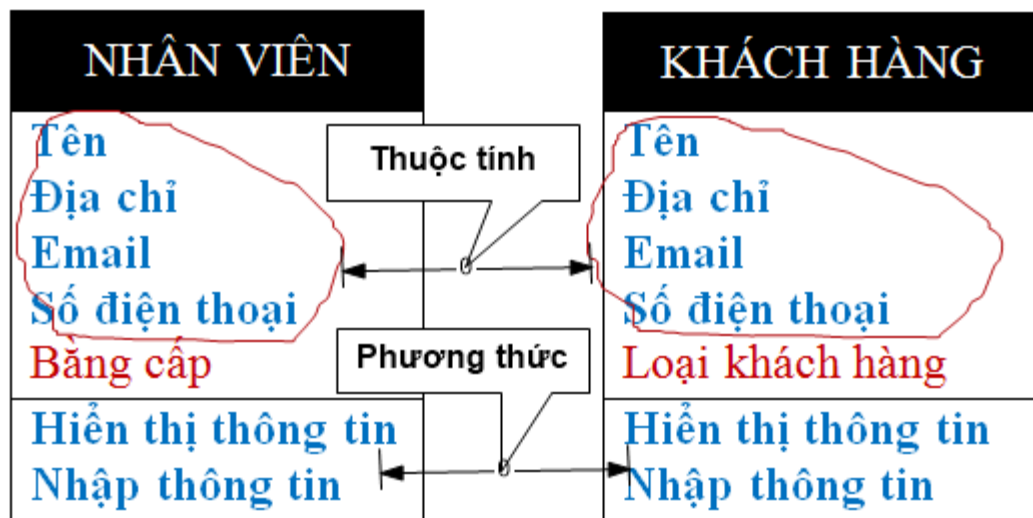 NHÂN VIÊN
Tên
Địa chỉ
Email
Số điện thoại
Bằng cấp
Hiển thị thông tin
Nhập thông tin
Thuộc tính
Phương thức
KHÁCH HÀNG
Tên
Địa chỉ
Email
Số điện thoại
Loại khách hàng
Hiển thị thông tin
Nhập thông tin